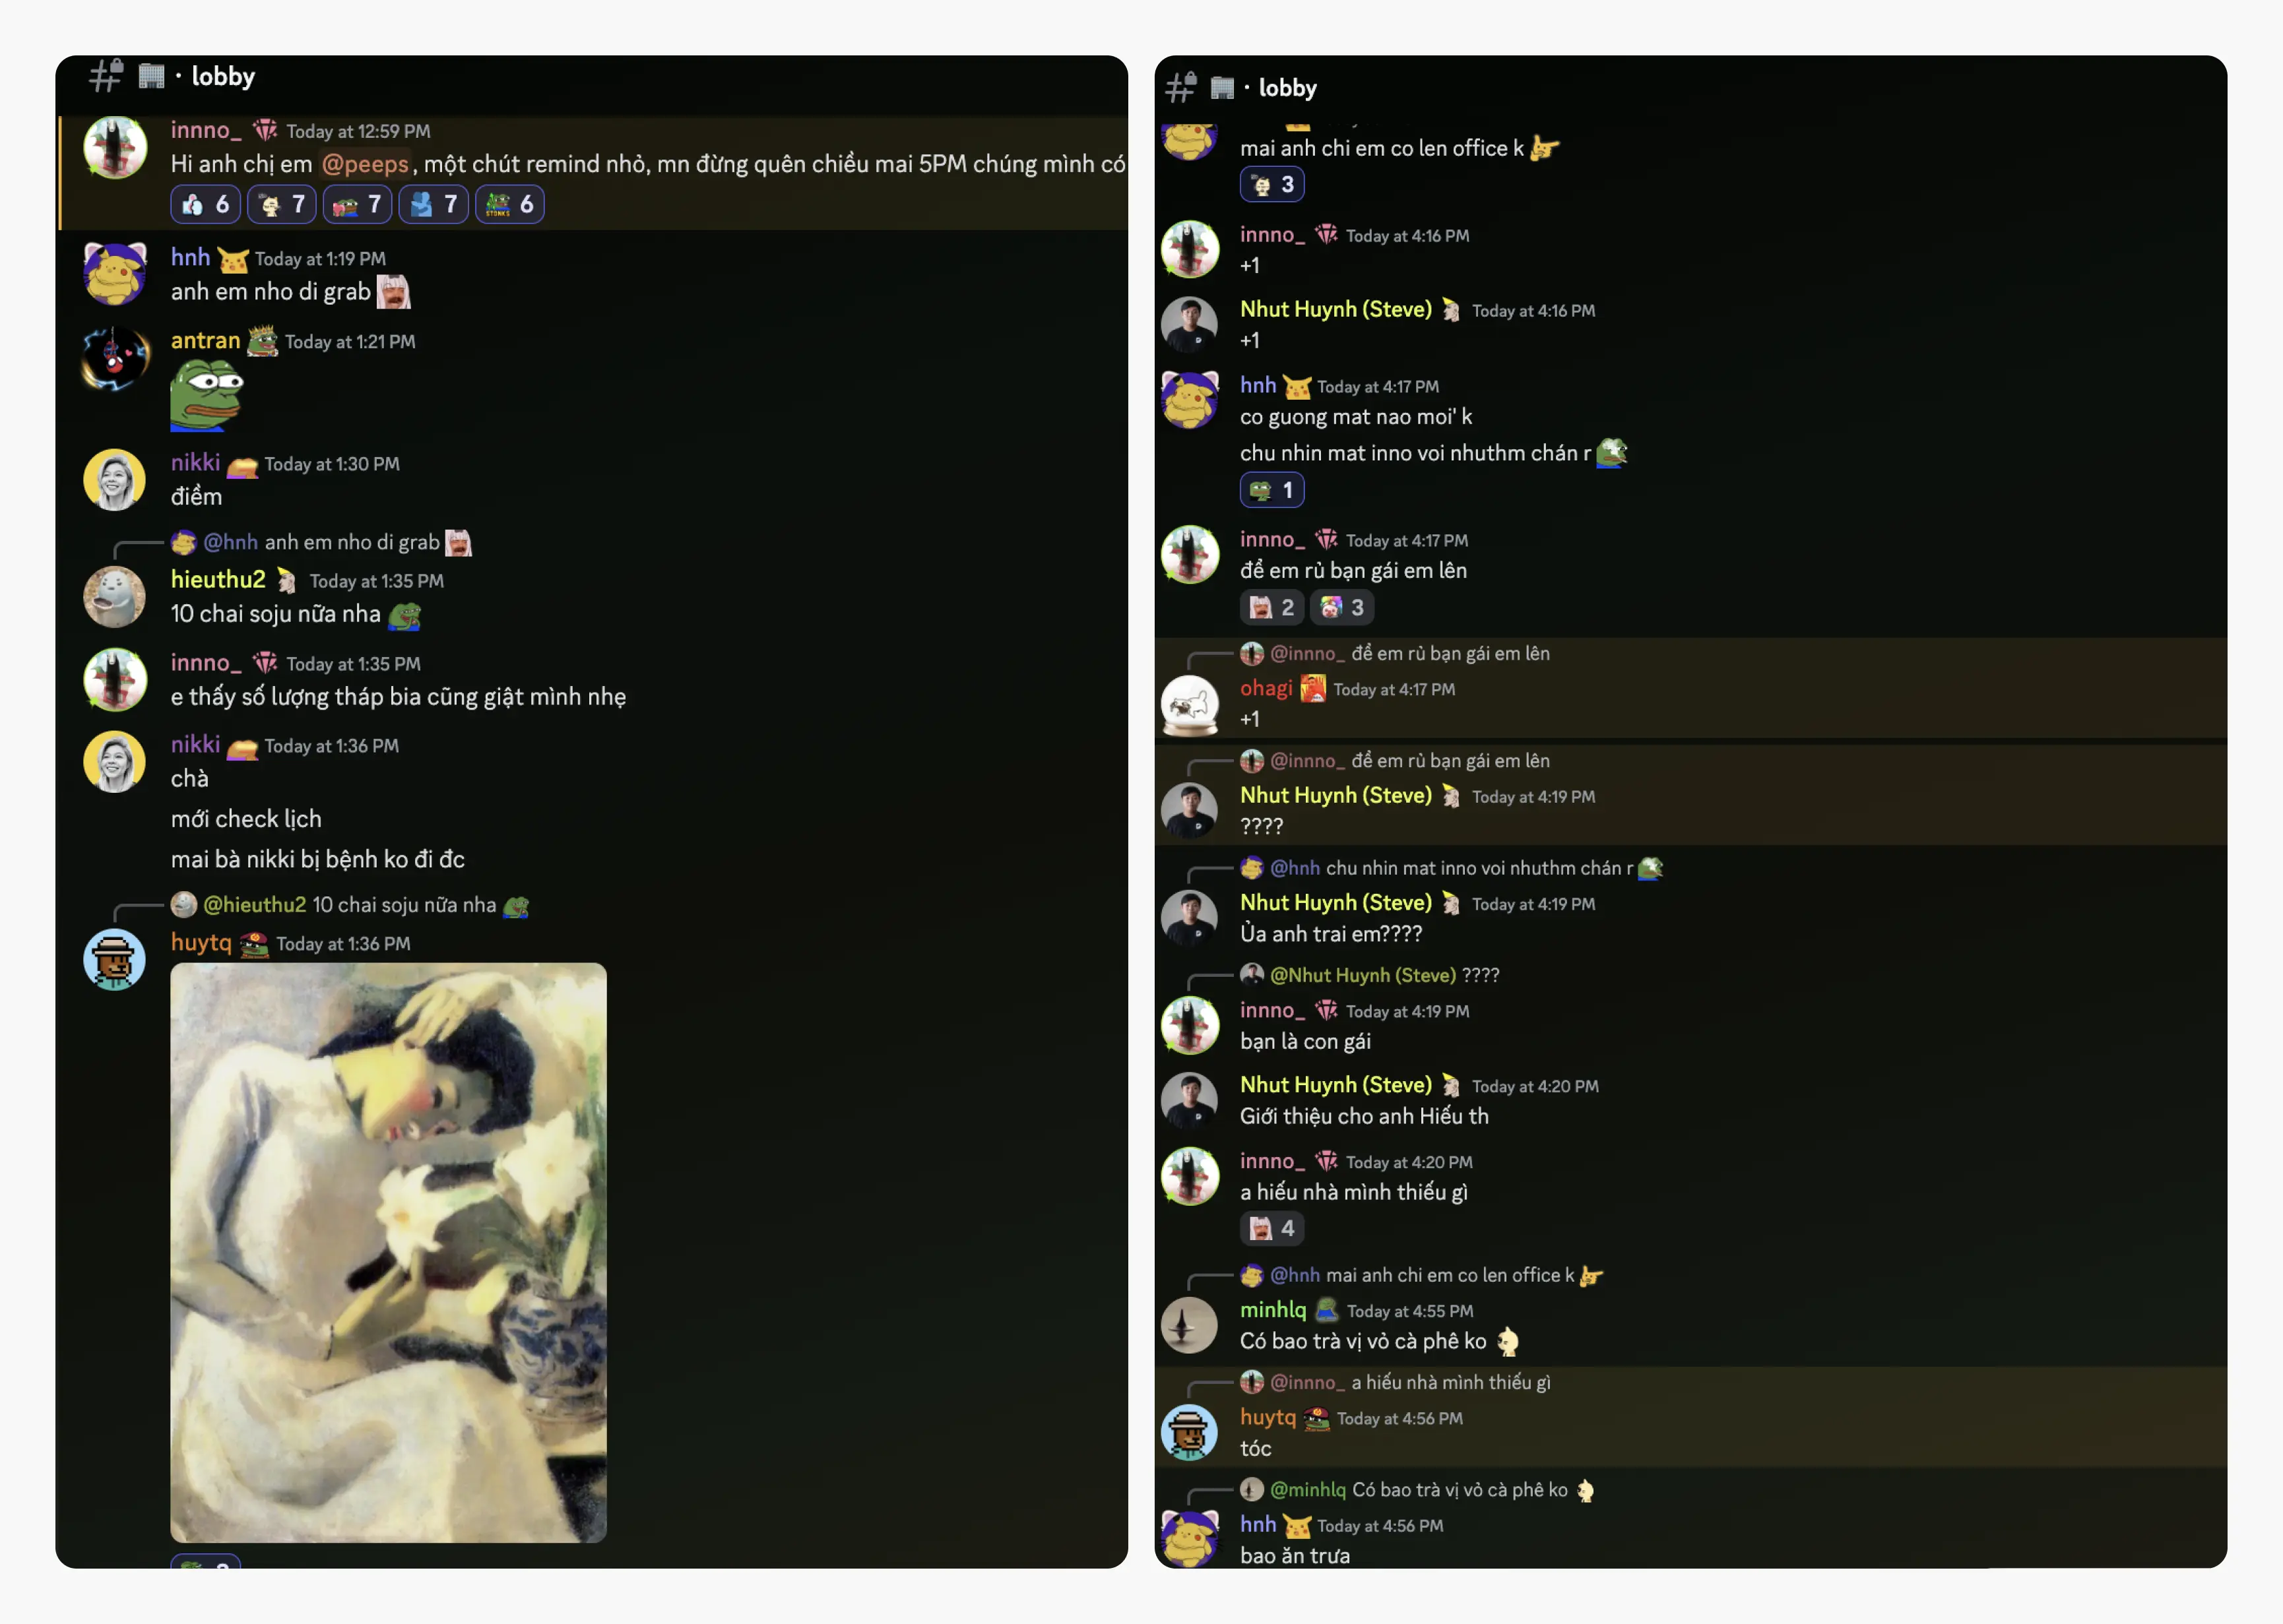 · lobby
innno_ Today at 12:59 PM
Hi anh chị em @peeps, một chút remind nhỏ, mn đừng quên chiều mai 5PM chúng mình có
6 7 7 7 STONKS 6
hnh Today at 1:19 PM
anh em nho di grab
antran Today at 1:21 PM
nikki Today at 1:30 PM
điềm
@hnh anh em nho di grab
hieuthu2 Today at 1:35 PM
10 chai soju nữa nha
innno_ Today at 1:35 PM
e thấy số lượng tháp bia cũng giật mình nhẹ
nikki Today at 1:36 PM
chà
mới check lịch
mai bà nikki bị bệnh ko đi đc
@hieuthu2 10 chai soju nữa nha
huytq Today at 1:36 PM
· lobby
mai anh chi em co len office k
3
innno_ Today at 4:16 PM
+1
Nhut Huynh (Steve) Today at 4:16 PM
+1
hnh Today at 4:17 PM
co guong mat nao moi' k
chu nhin mat inno voi nhuthm chán r
1
innno_ Today at 4:17 PM
để em rủ bạn gái em lên
2 3
@innno_ để em rủ bạn gái em lên
ohagi Today at 4:17 PM
+1
@innno_ để em rủ bạn gái em lên
Nhut Huynh (Steve) Today at 4:19 PM
????
@hnh chu nhin mat inno voi nhuthm chán r
Nhut Huynh (Steve) Today at 4:19 PM
Ủa anh trai em????
@Nhut Huynh (Steve) ????
innno_ Today at 4:19 PM
bạn là con gái
Nhut Huynh (Steve) Today at 4:20 PM
Giới thiệu cho anh Hiếu th
innno_ Today at 4:20 PM
a hiếu nhà mình thiếu gì
4
@hnh mai anh chi em co len office k
minhlq Today at 4:55 PM
Có bao trà vị vỏ cà phê ko
@innno_ a hiếu nhà mình thiếu gì
huytq Today at 4:56 PM
tóc
@minhlq Có bao trà vị vỏ cà phê ko
hnh Today at 4:56 PM
bao ăn trưa